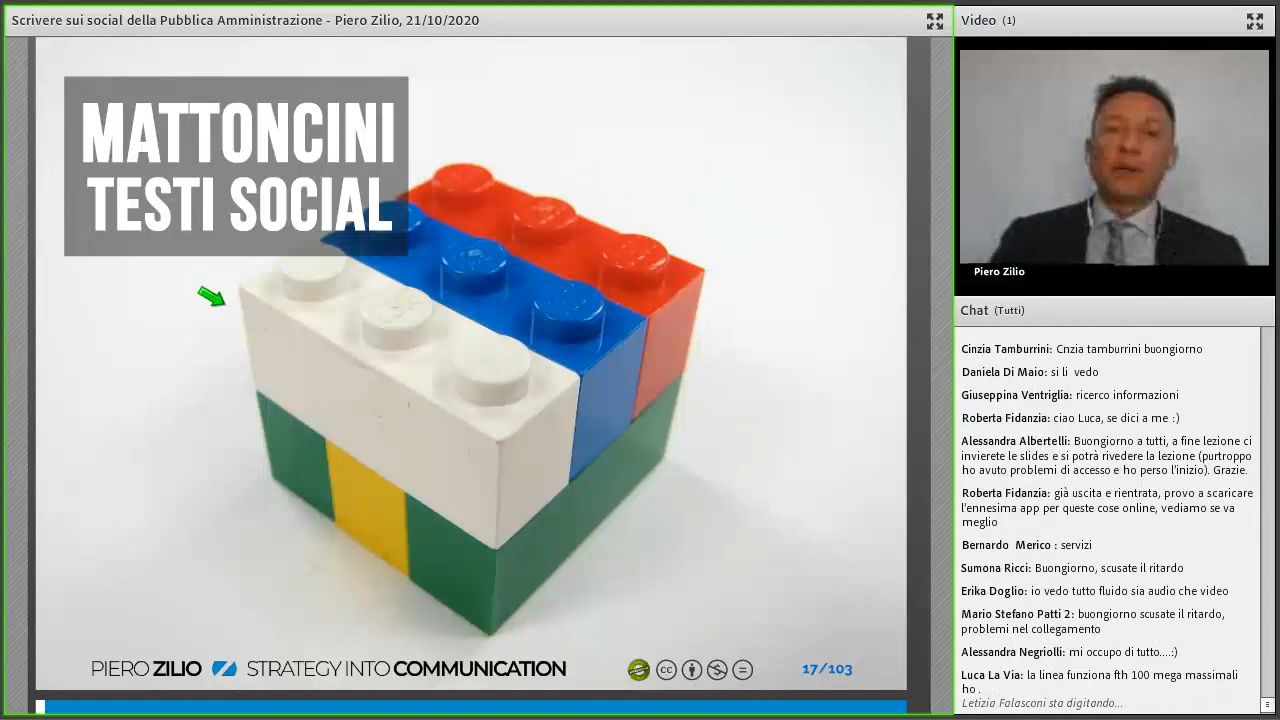 Scrivere sui social della Pubblica Amministrazione - Piero Zilio, 21/10/2020
MATTONCINI
TESTI SOCIAL
PIERO ZILIO STRATEGY INTO COMMUNICATION
cc
17/103
Video (1)
Piero Zilio
Chat (Tutti)
Cinzia Tamburrini: Cnzia tamburrini buongiorno
Daniela Di Maio: si li vedo
Giuseppina Ventriglia: ricerco informazioni
Roberta Fidanzia: ciao Luca, se dici a me :)
Alessandra Albertelli: Buongiorno a tutti, a fine lezione ci
invierete le slides e si potrà rivedere la lezione (purtroppo
ho avuto problemi di accesso e ho perso l'inizio). Grazie.
Roberta Fidanzia: già uscita e rientrata, provo a scaricare
l'ennesima app per queste cose online, vediamo se va
meglio
Bernardo Merico : servizi
Sumona Ricci: Buongiorno, scusate il ritardo
Erika Doglio: io vedo tutto fluido sia audio che video
Mario Stefano Patti 2: buongiorno scusate il ritardo,
problemi nel collegamento
Alessandra Negriolli: mi occupo di tutto....:)
Luca La Via: la linea funziona fth 100 mega massimali
ho .
Letizia Falasconi sta digitando...